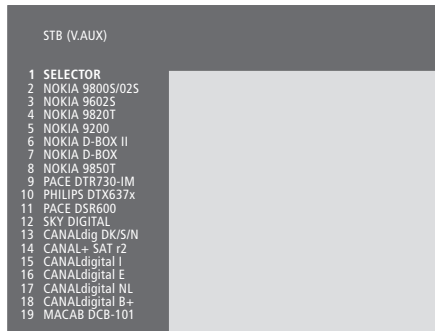 STB (V.AUX)
1 SELECTOR
2 NOKIA 9800S/02S
3 NOKIA 9602S
4 NOKIA 9820T
5 NOKIA 9200
6 NOKIA D-BOX II
7 NOKIA D-BOX
8 NOKIA 9850T
9 PACE DTR730-IM
10 PHILIPS DTX637x
11 PACE DSR600
12 SKY DIGITAL
13 CANALdig DK/S/N
14 CANAL+ SAT r2
15 CANALdigital I
16 CANALdigital E
17 CANALdigital NL
18 CANALdigital B+
19 MACAB DCB-101